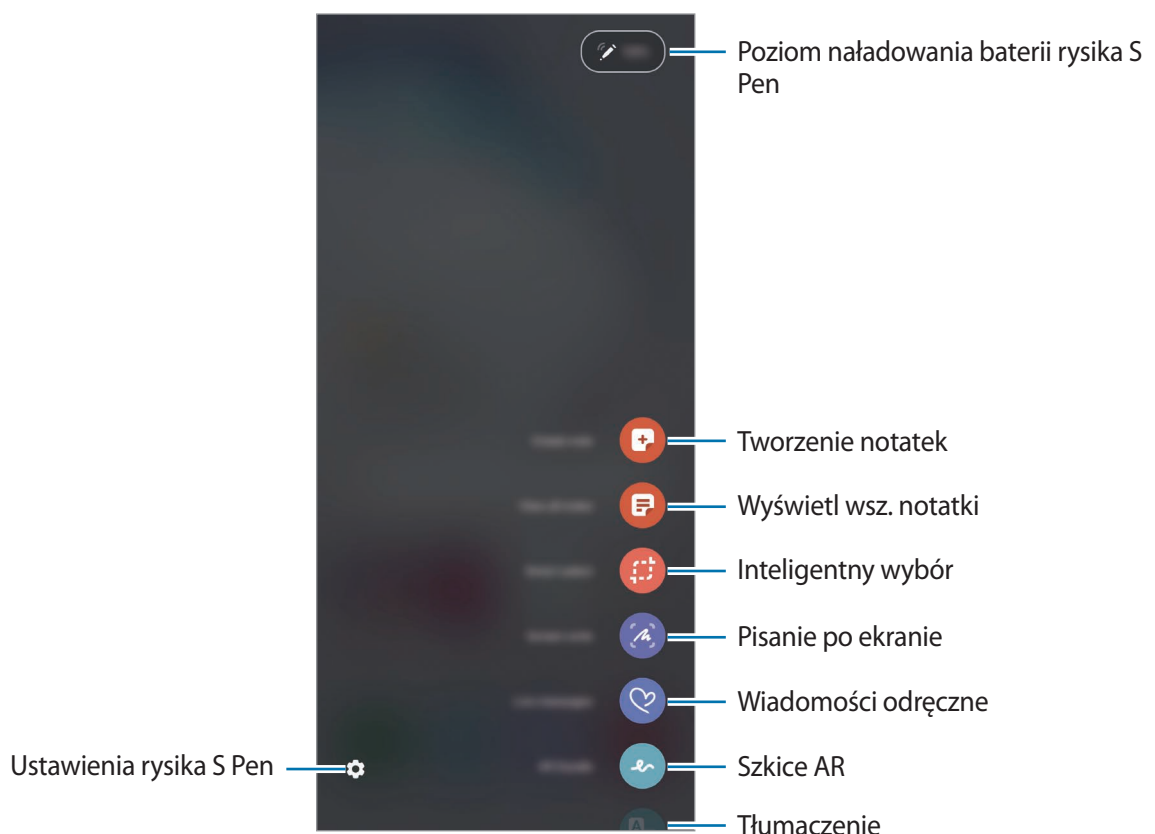 Poziom naładowania baterii rysika S
Pen
Tworzenie notatek
Wyświetl wsz. notatki
Inteligentny wybór
Pisanie po ekranie
Wiadomości odręczne
Ustawienia rysika S Pen
Szkice AR
Tłumaczenie